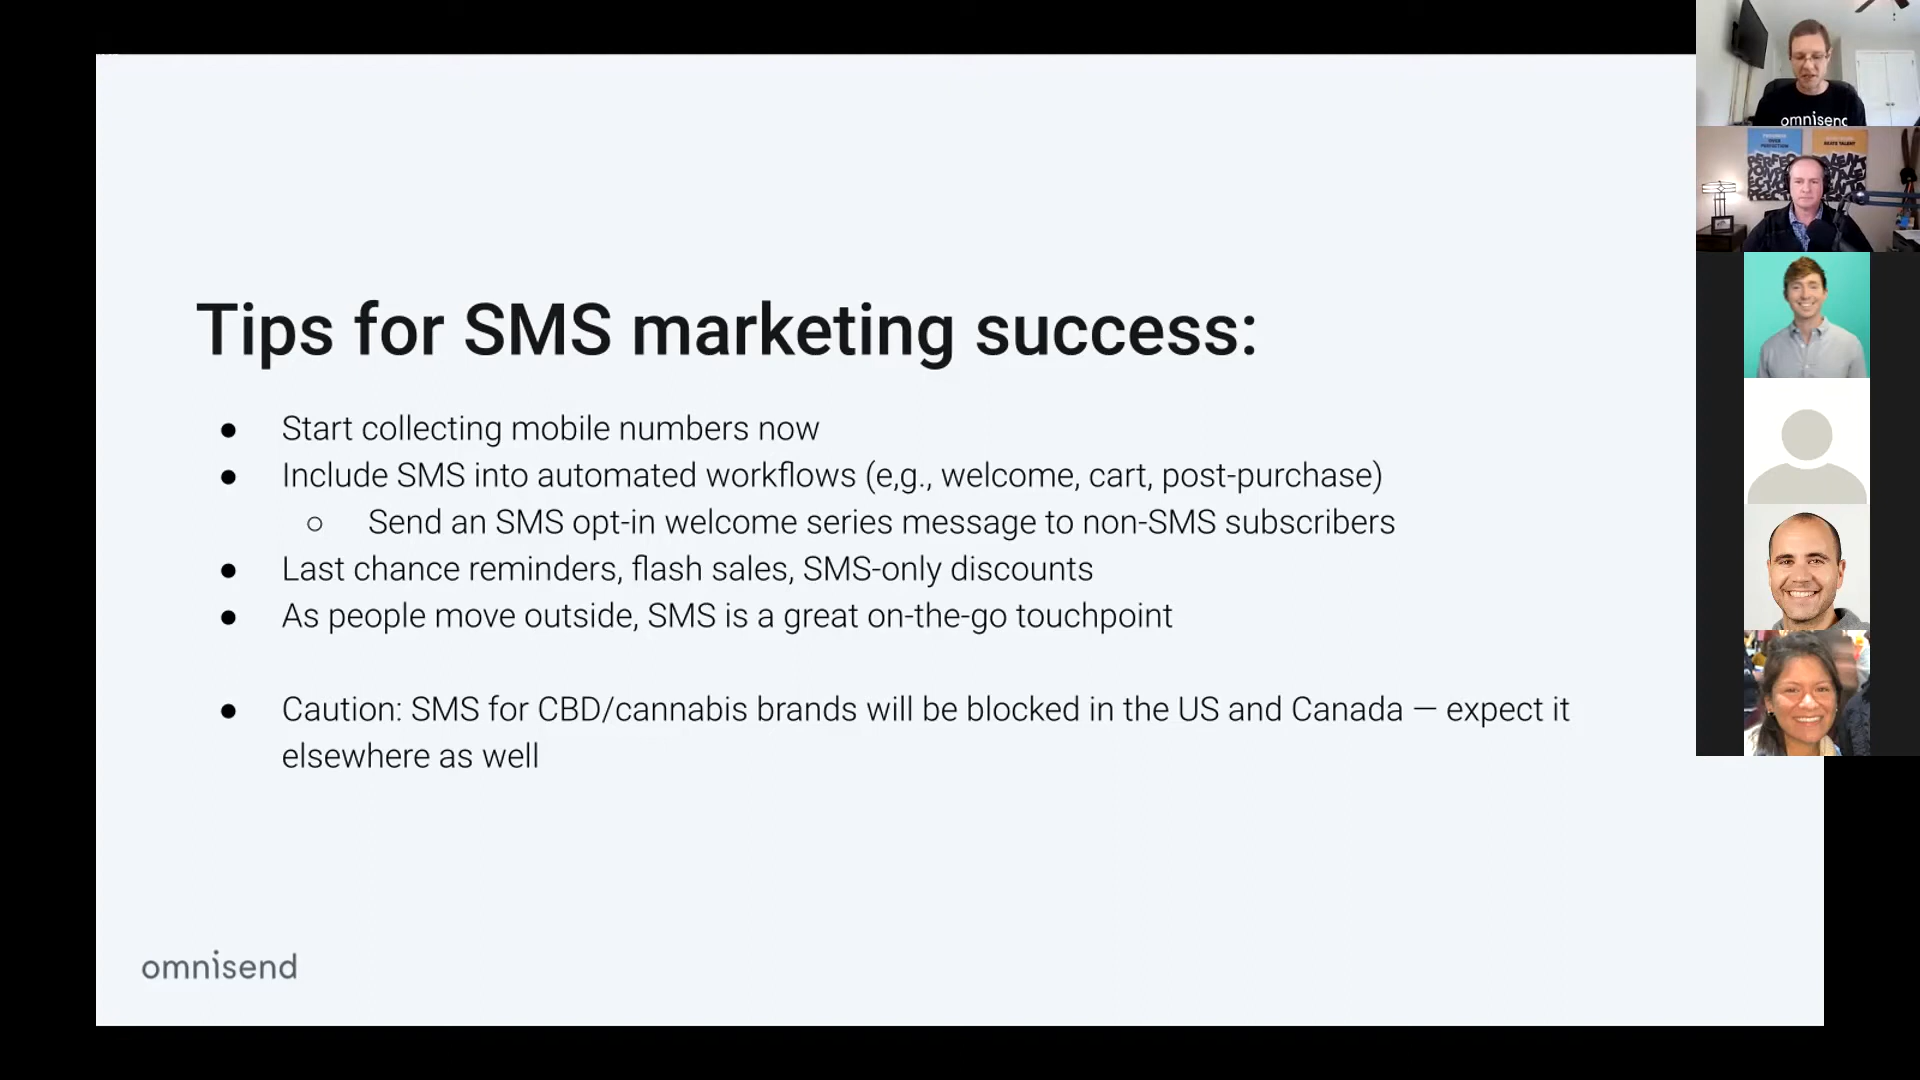 Tips for SMS marketing success:
● Start collecting mobile numbers now
● Include SMS into automated workflows (e,g., welcome, cart, post-purchase)
○ Send an SMS opt-in welcome series message to non-SMS subscribers
● Last chance reminders, flash sales, SMS-only discounts
● As people move outside, SMS is a great on-the-go touchpoint
● Caution: SMS for CBD/cannabis brands will be blocked in the US and Canada — expect it
elsewhere as well
omnisend
omnisend